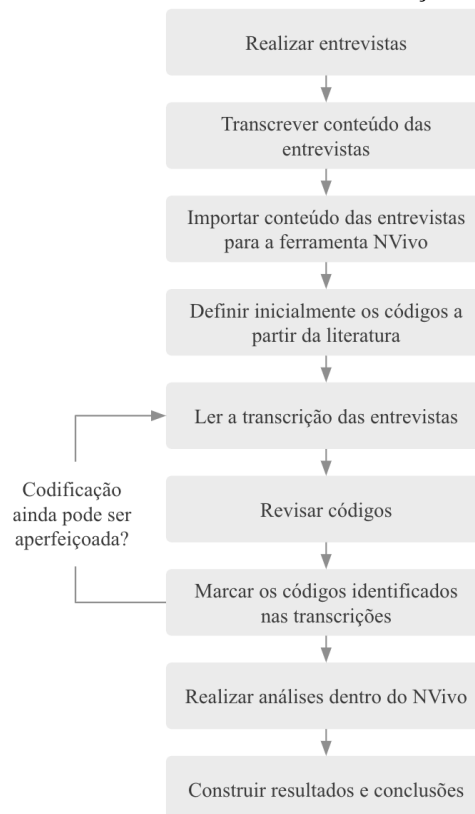 Realizar entrevistas
Transcrever conteúdo das
entrevistas
Importar conteúdo das entrevistas
para a ferramenta NVivo
Definir inicialmente os códigos a
partir da literatura
Ler a transcrição das entrevistas
Codificação
ainda pode ser
aperfeiçoada?
Revisar códigos
Marcar os códigos identificados
nas transcrições
Realizar análises dentro do NVivo
Construir resultados e conclusões